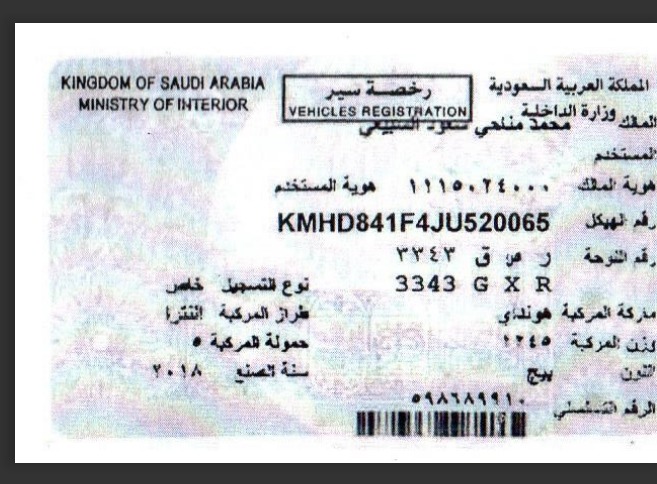 KINGDOM OF SAUDI ARABIA
MINISTRY OF INTERIOR
رخصة سير
VEHICLES REGISTRATION
المملكة العربية السعودية
وزارة الداخلية
المالك محمد مناحي سعود السبيعي
المستخدم
هوية المالك ١١١٥٠٦٤٠٠٠ هوية المستخدم
رقم الهيكل KMHD841F4JU520065
رقم اللوحة ر ص ق ٣٣٤٣
3343 G X R
نوع التسجيل خاص
ماركة المركبة هونداي طراز المركبة النترا
وزن المركبة ١٢٤٥ حمولة المركبة ٥
اللون بيج سنة الصنع ٢٠١٨
الرقم التسلسلي ٥٩٨٦٨٩٩١٠